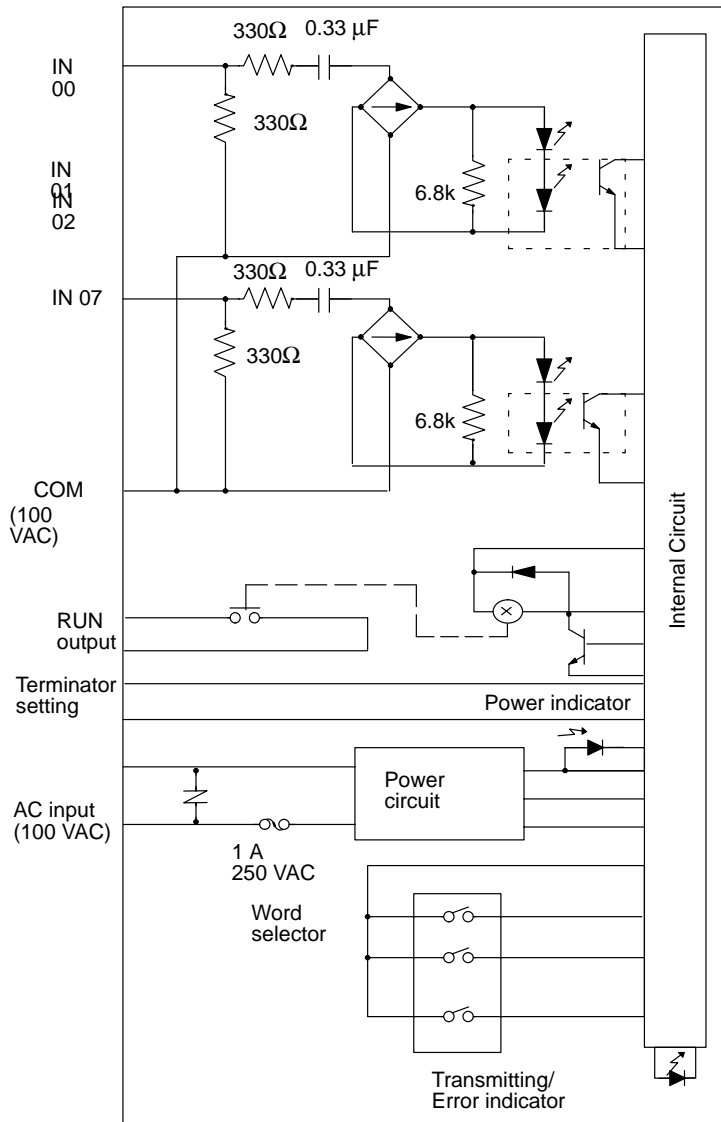 330Ω
0.33 µF
IN
00
330Ω
IN
01
IN
02
6.8k
330Ω
0.33 µF
IN 07
330Ω
6.8k
COM
(100
VAC)
Internal Circuit
RUN
output
Terminator
setting
Power indicator
Power
circuit
AC input
(100 VAC)
1 A
250 VAC
Word
selector
Transmitting/
Error indicator